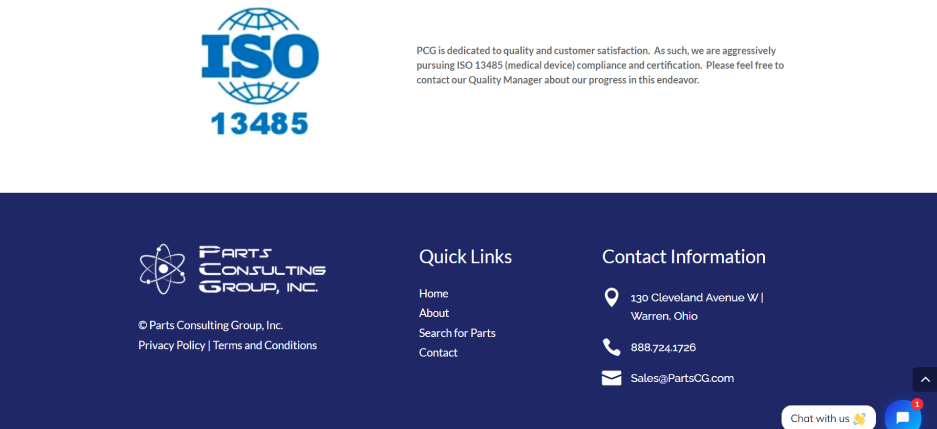 ISO
13485
PCG is dedicated to quality and customer satisfaction.  As such, we are aggressively
pursuing ISO 13485 (medical device) compliance and certification.  Please feel free to
contact our Quality Manager about our progress in this endeavor.
Parts
Consulting
Group, Inc.
© Parts Consulting Group, Inc.
Privacy Policy | Terms and Conditions
Quick Links
Home
About
Search for Parts
Contact
Contact Information
130 Cleveland Avenue W |
Warren, Ohio
888.724.1726
Sales@PartsCG.com
Chat with us 👋
1